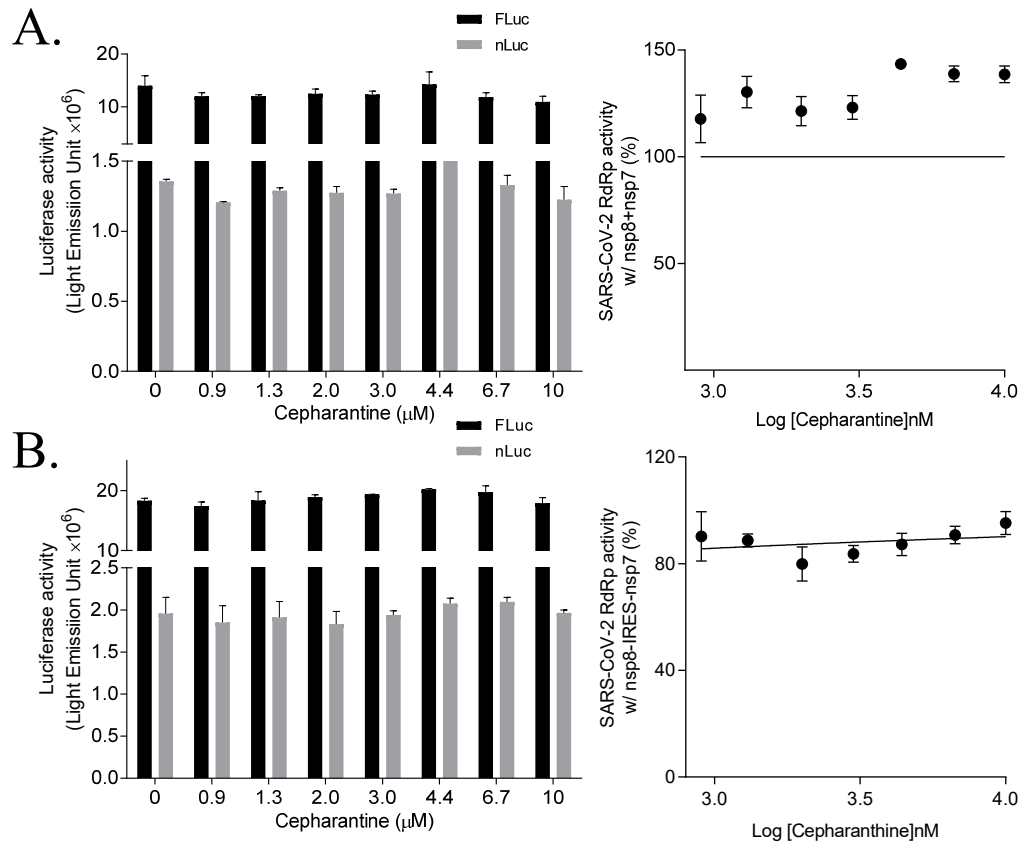 A.
FLuc
nLuc
Luciferase activity
(Light Emissiion Unit ×10⁶)
20
10
1.5
1.0
0.5
0.0
0 0.9 1.3 2.0 3.0 4.4 6.7 10
Cepharantine (μM)
SARS-CoV-2 RdRp activity
w/ nsp8+nsp7 (%)
150
100
50
3.0 3.5 4.0
Log [Cepharantine]nM
B.
FLuc
nLuc
Luciferase activity
(Light Emissiion Unit ×10⁶)
20
10
2.5
2.0
1.5
1.0
0.5
0.0
0 0.9 1.3 2.0 3.0 4.4 6.7 10
Cepharantine (μM)
SARS-CoV-2 RdRp activity
w/ nsp8-IRES-nsp7 (%)
120
80
40
0
3.0 3.5 4.0
Log [Cepharanthine]nM